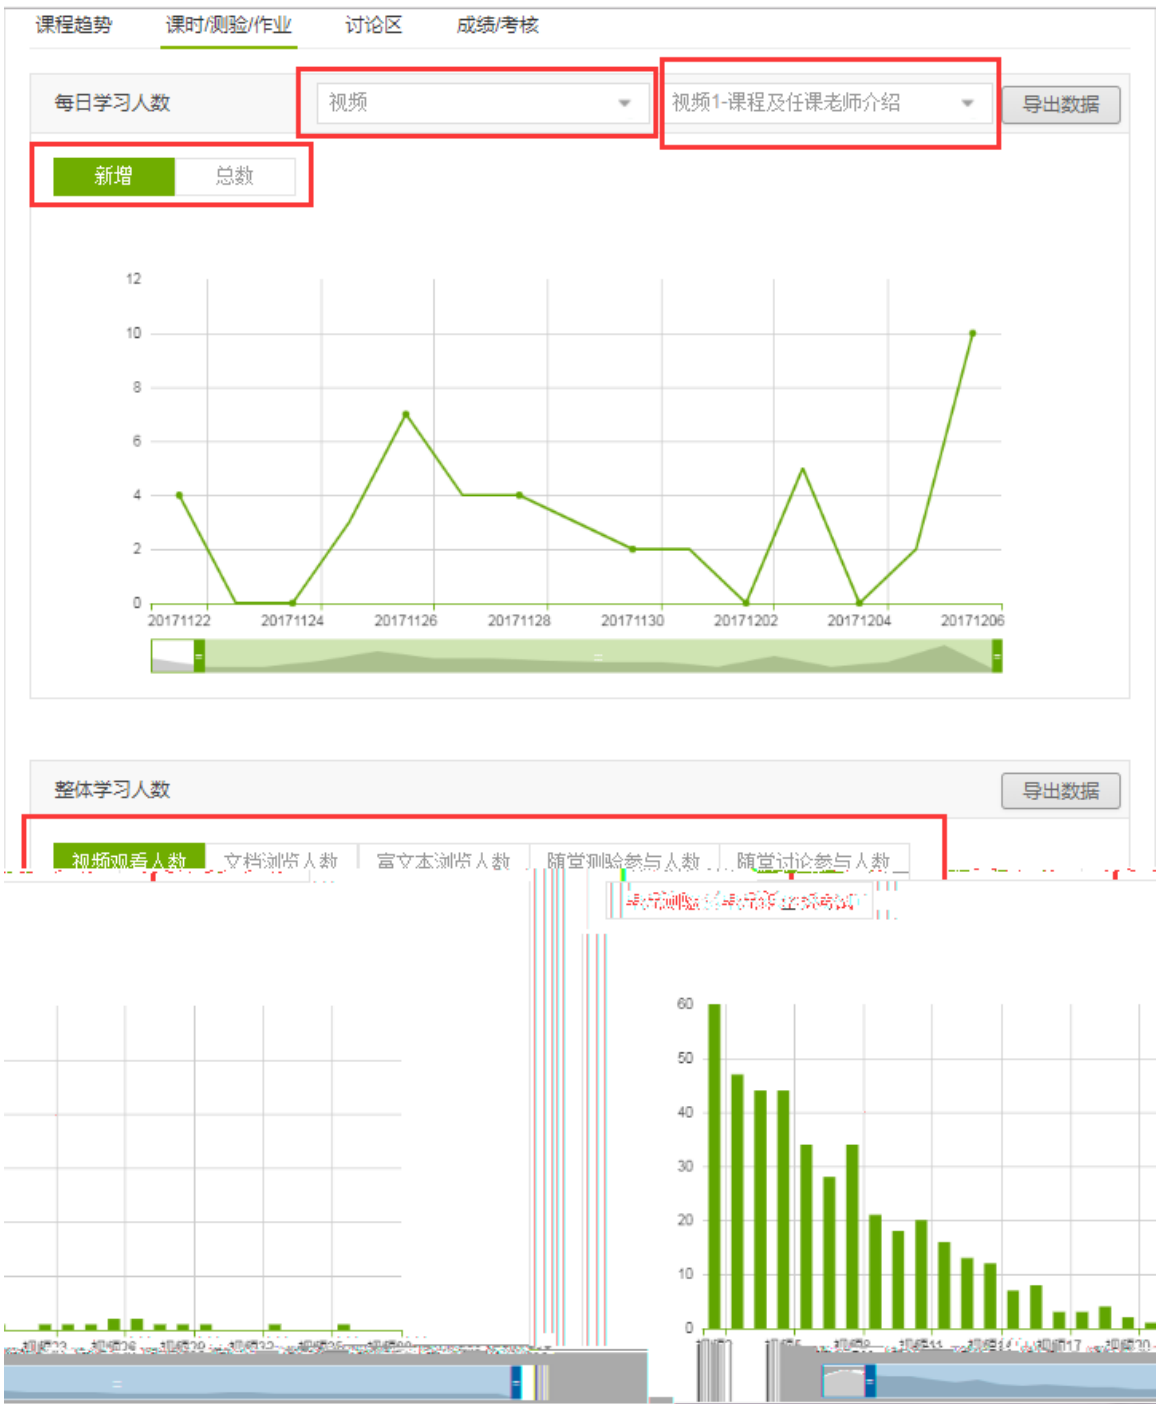 课程趋势 课时/测验/作业 讨论区 成绩/考核
每日学习人数 视频 视频1-课程及任课老师介绍 导出数据
新增 总数
12
10
8
6
4
2
0
20171122 20171124 20171126 20171128 20171130 20171202 20171204 20171206
整体学习人数 导出数据
视频观看人数 文档浏览人数 富文本浏览人数 随堂测验参与人数 随堂讨论参与人数
60
50
40
30
20
10
0